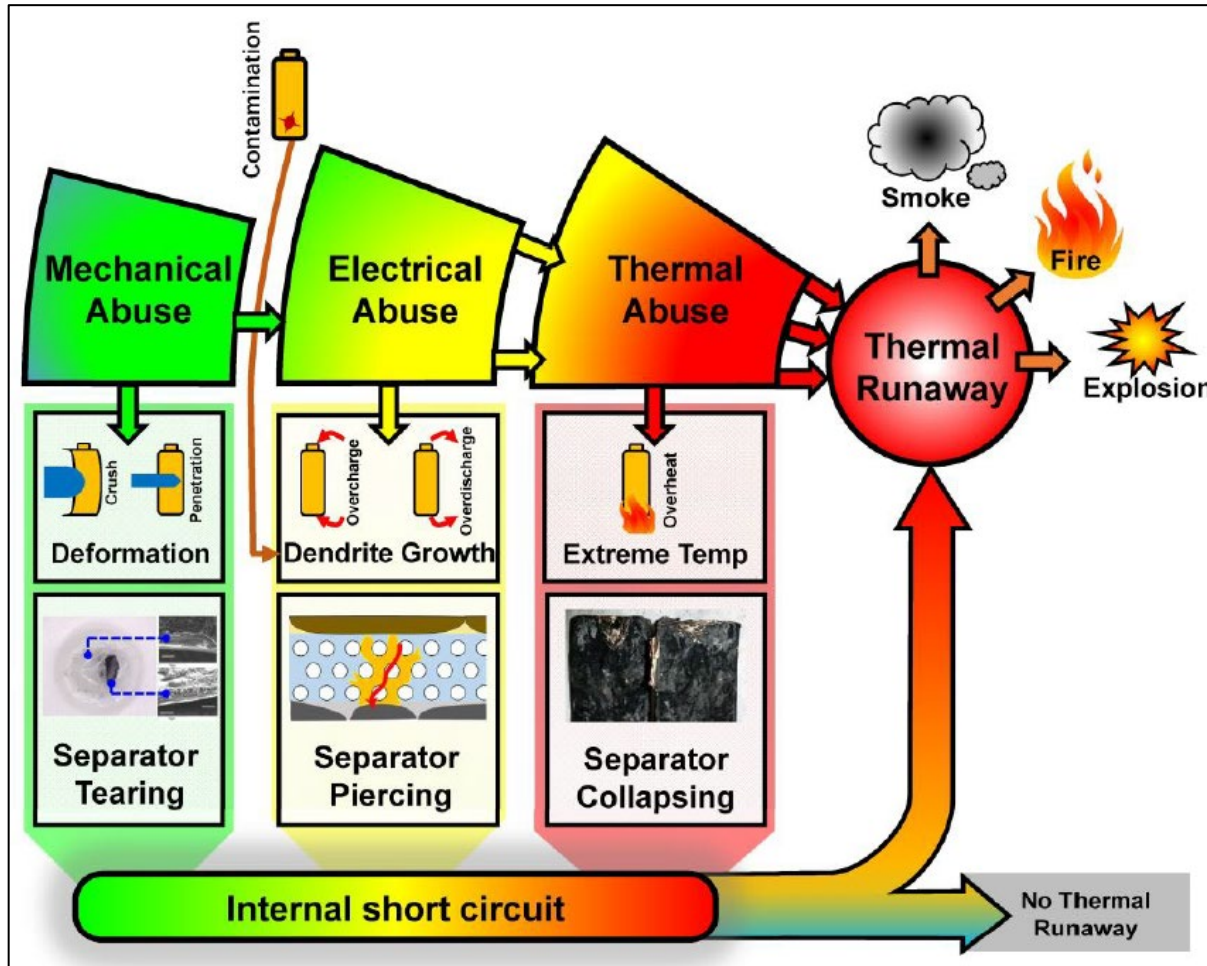 Contamination
Smoke
Fire
Explosion
Mechanical
Abuse
Electrical
Abuse
Thermal
Abuse
Thermal
Runaway
Crush
Penetration
Deformation
Overcharge
Overdischarge
Dendrite Growth
Overheat
Extreme Temp
Separator
Tearing
Separator
Piercing
Separator
Collapsing
Internal short circuit
No Thermal
Runaway